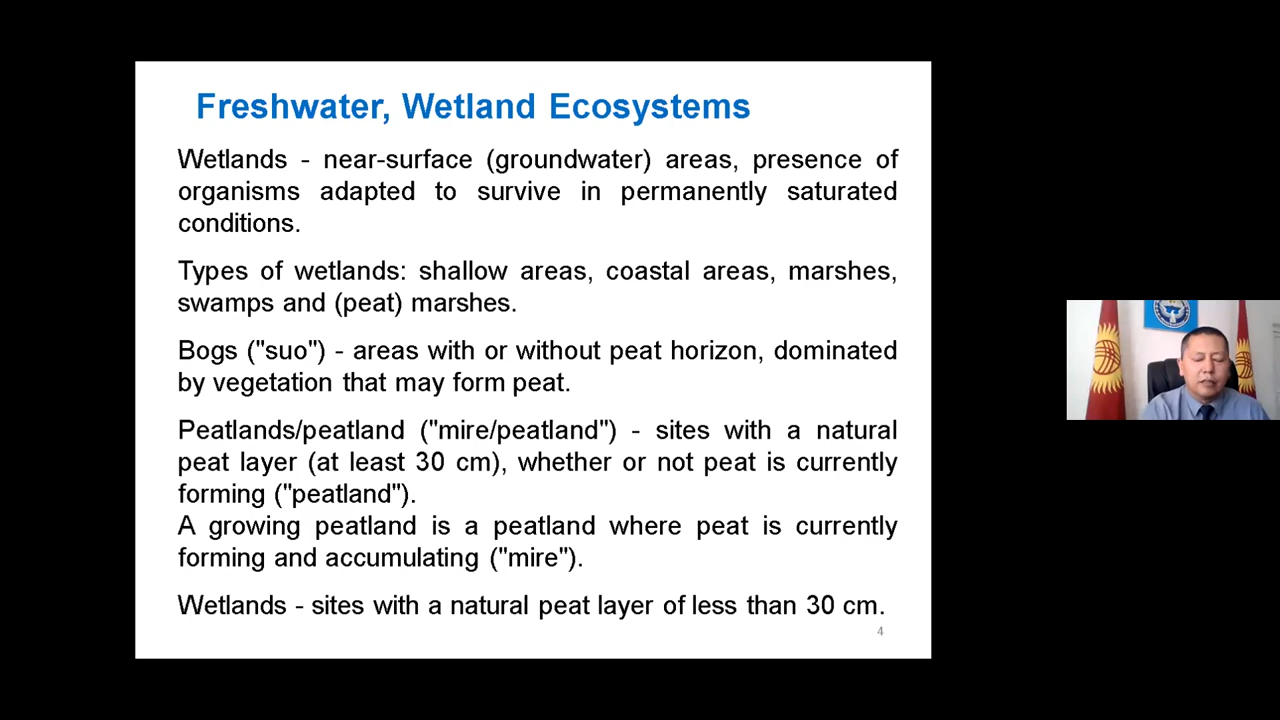 Freshwater, Wetland Ecosystems
Wetlands - near-surface (groundwater) areas, presence of
organisms adapted to survive in permanently saturated
conditions.
Types of wetlands: shallow areas, coastal areas, marshes,
swamps and (peat) marshes.
Bogs ("suo") - areas with or without peat horizon, dominated
by vegetation that may form peat.
Peatlands/peatland ("mire/peatland") - sites with a natural
peat layer (at least 30 cm), whether or not peat is currently
forming ("peatland").
A growing peatland is a peatland where peat is currently
forming and accumulating ("mire").
Wetlands - sites with a natural peat layer of less than 30 cm.
4